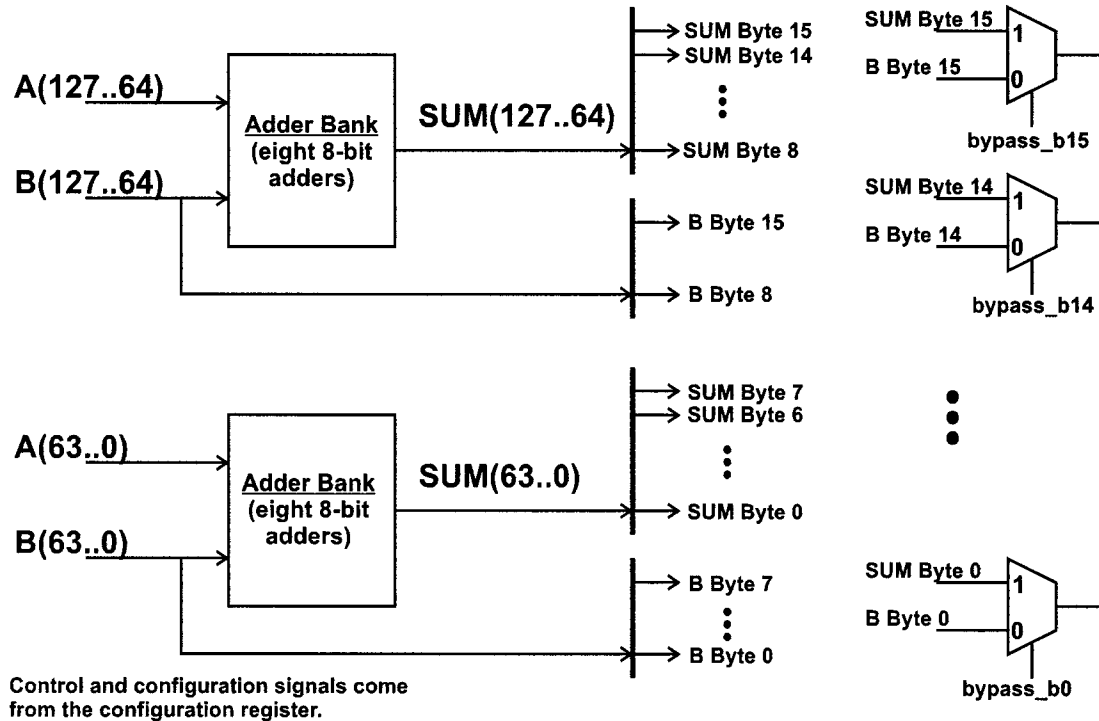 A(127..64)
B(127..64)
Adder Bank
(eight 8-bit
adders)
SUM(127..64)
SUM Byte 15
SUM Byte 14
SUM Byte 8
B Byte 15
B Byte 8
SUM Byte 15
B Byte 15
1
0
bypass_b15
SUM Byte 14
B Byte 14
1
0
bypass_b14
A(63..0)
B(63..0)
Adder Bank
(eight 8-bit
adders)
SUM(63..0)
SUM Byte 7
SUM Byte 6
SUM Byte 0
B Byte 7
B Byte 0
SUM Byte 0
B Byte 0
1
0
bypass_b0
Control and configuration signals come
from the configuration register.